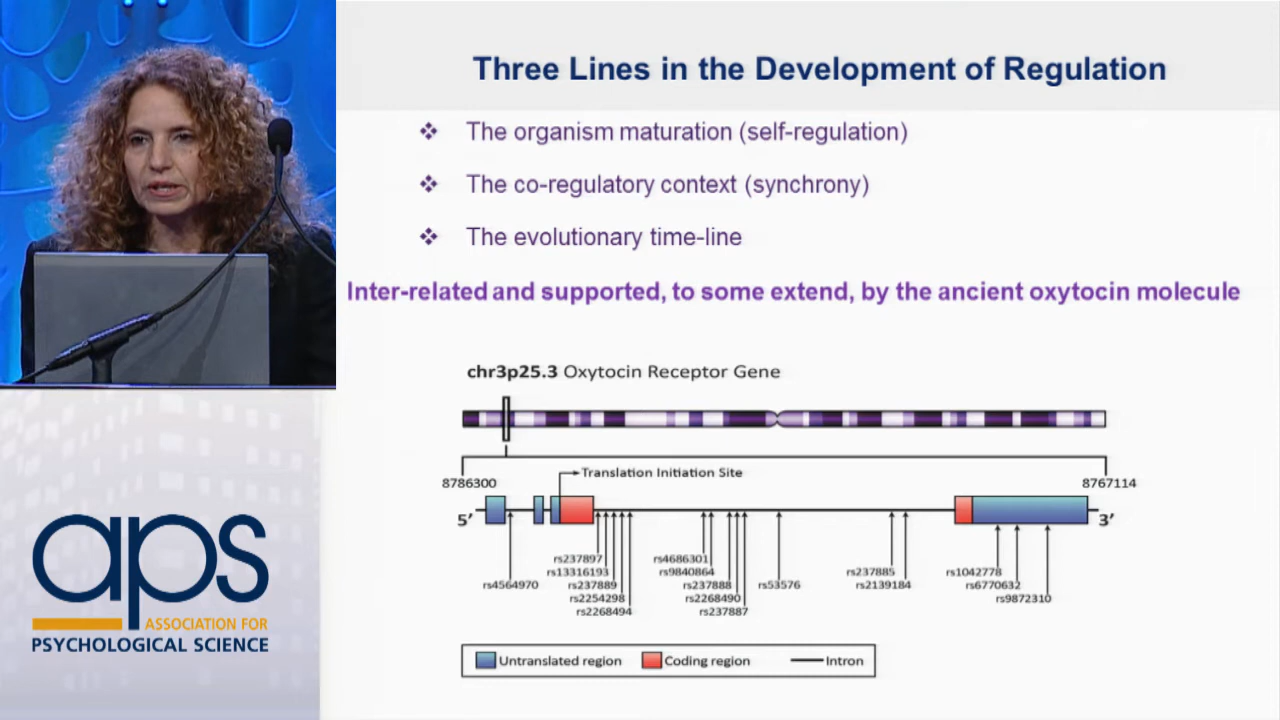 Three Lines in the Development of Regulation
❖ The organism maturation (self-regulation)
❖ The co-regulatory context (synchrony)
❖ The evolutionary time-line
Inter-related and supported, to some extend, by the ancient oxytocin molecule
chr3p25.3 Oxytocin Receptor Gene
Translation Initiation Site
8786300
8767114
5′
3′
rs4564970
rs237897
rs13316193
rs237889
rs2254298
rs2268494
rs4686301
rs9840864
rs237888
rs2268490
rs237887
rs53576
rs237885
rs2139184
rs1042778
rs6770632
rs9872310
Untranslated region
Coding region
Intron
aps
ASSOCIATION FOR
PSYCHOLOGICAL SCIENCE